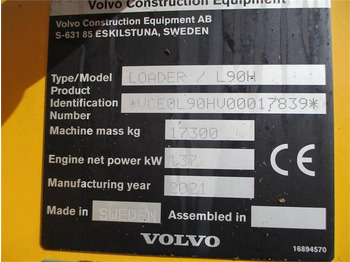 Volvo Construction Equipment
Volvo Construction Equipment AB
S-631 85 ESKILSTUNA, SWEDEN
Type/Model LOADER / L90H
Product
Identification *VCE0L90HV00017839*
Number
Machine mass kg 17300
Engine net power kW 137
Manufacturing year 2021
Made in SWEDEN Assembled in
VOLVO
16894570